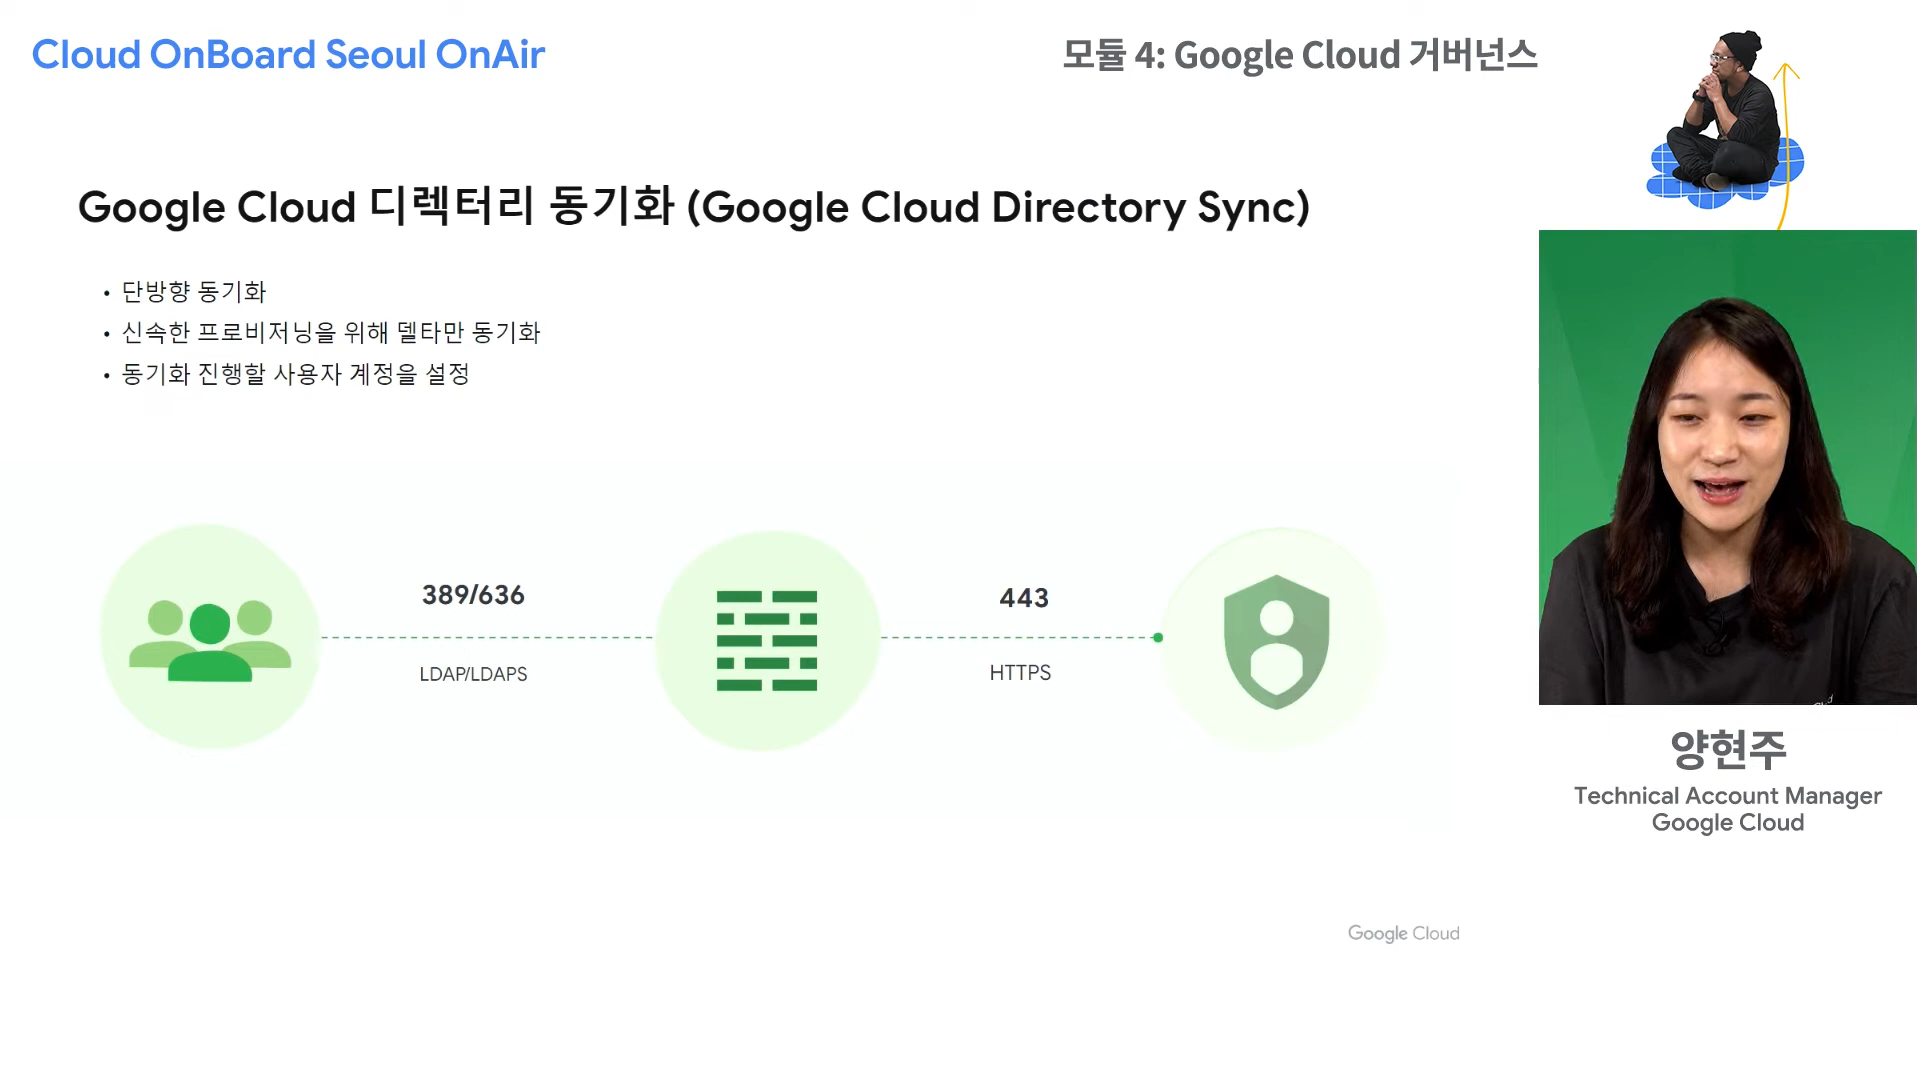 Cloud OnBoard Seoul OnAir
모듈 4: Google Cloud 거버넌스
Google Cloud 디렉터리 동기화 (Google Cloud Directory Sync)
• 단방향 동기화
• 신속한 프로비저닝을 위해 델타만 동기화
• 동기화 진행할 사용자 계정을 설정
389/636
LDAP/LDAPS
443
HTTPS
양현주
Technical Account Manager
Google Cloud
Google Cloud